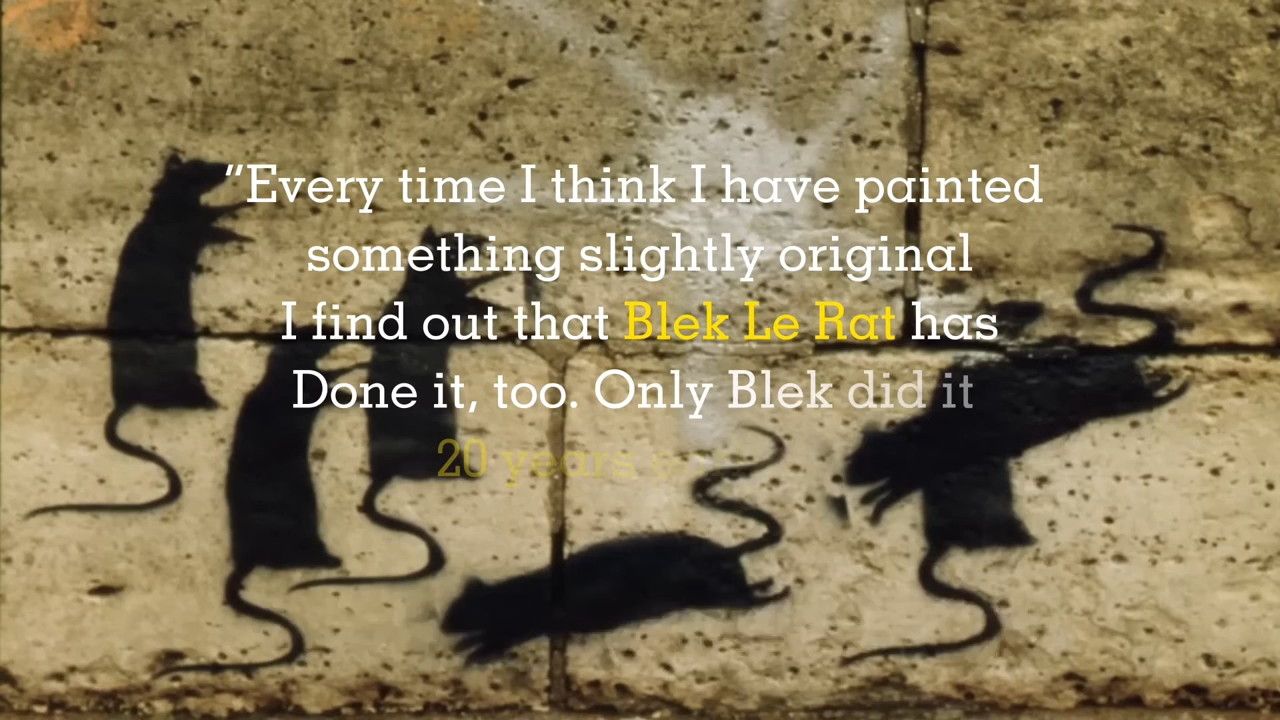 “Every time I think I have painted
something slightly original
I find out that Blek Le Rat has
Done it, too. Only Blek did it
20 years